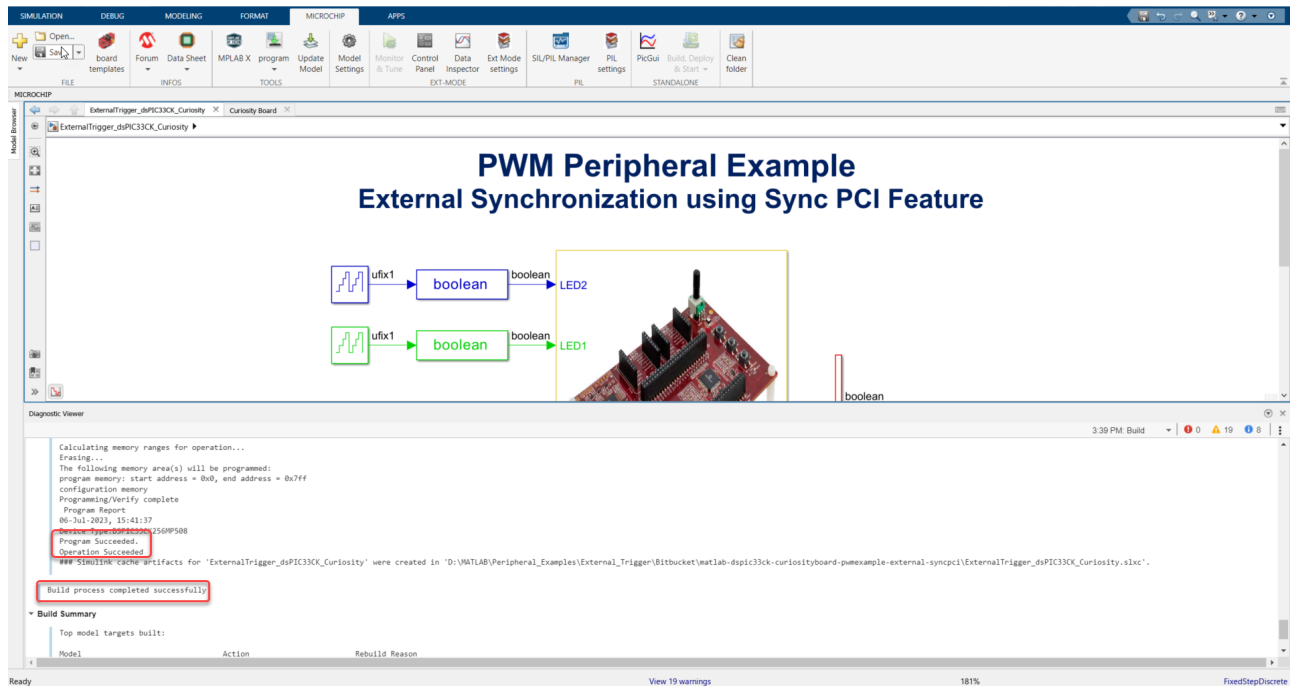 SIMULATION DEBUG MODELING FORMAT MICROCHIP APPS
New
Open...
Save
board templates
Forum
Data Sheet
MPLAB X
program
Update Model
Model Settings
Monitor & Tune
Control Panel
Data Inspector
Ext Mode settings
SIL/PIL Manager
PIL settings
PicGui
Build, Deploy & Start
Clean folder
FILE INFOS TOOLS EXT-MODE PIL STANDALONE
MICROCHIP
Model Browser
ExternalTrigger_dsPIC33CK_Curiosity Curiosity Board
ExternalTrigger_dsPIC33CK_Curiosity
PWM Peripheral Example
External Synchronization using Sync PCI Feature
ufix1 boolean boolean LED2
ufix1 boolean boolean LED1
boolean
Diagnostic Viewer
3:39 PM: Build 0 19 8
Calculating memory ranges for operation...
Erasing...
The following memory area(s) will be programmed:
program memory: start address = 0x0, end address = 0x7ff
configuration memory
Programming/Verify complete
Program Report
06-Jul-2023, 15:41:37
Device Type:DSPIC33CK256MP508
Program Succeeded.
Operation Succeeded
### Simulink cache artifacts for 'ExternalTrigger_dsPIC33CK_Curiosity' were created in 'D:\MATLAB\Peripheral_Examples\External_Trigger\Bitbucket\matlab-dspic33ck-curiosityboard-pwmexample-external-syncpci\ExternalTrigger_dsPIC33CK_Curiosity.slxc'.
Build process completed successfully
Build Summary
Top model targets built:
Model Action Rebuild Reason
Ready View 19 warnings 181% FixedStepDiscrete